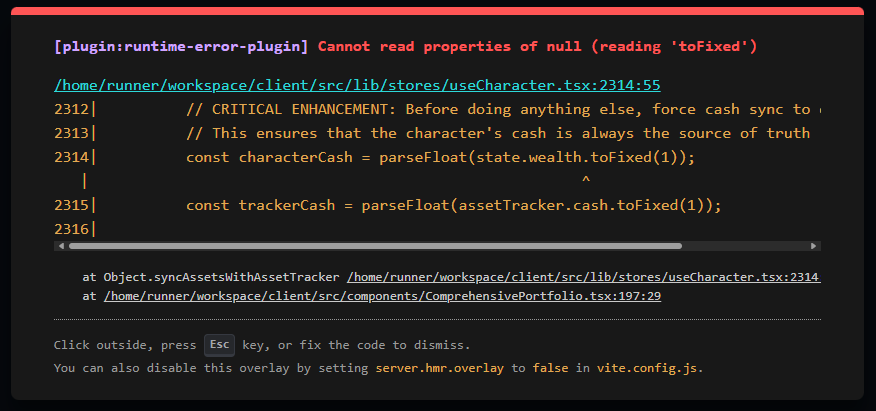 [plugin:runtime-error-plugin] Cannot read properties of null (reading 'toFixed')
/home/runner/workspace/client/src/lib/stores/useCharacter.tsx:2314:55
2312|          // CRITICAL ENHANCEMENT: Before doing anything else, force cash sync to
2313|          // This ensures that the character's cash is always the source of truth
2314|          const characterCash = parseFloat(state.wealth.toFixed(1));
   |                                                       ^
2315|          const trackerCash = parseFloat(assetTracker.cash.toFixed(1));
2316|
at Object.syncAssetsWithAssetTracker /home/runner/workspace/client/src/lib/stores/useCharacter.tsx:2314
at /home/runner/workspace/client/src/components/ComprehensivePortfolio.tsx:197:29
Click outside, press Esc key, or fix the code to dismiss.
You can also disable this overlay by setting server.hmr.overlay to false in vite.config.js.